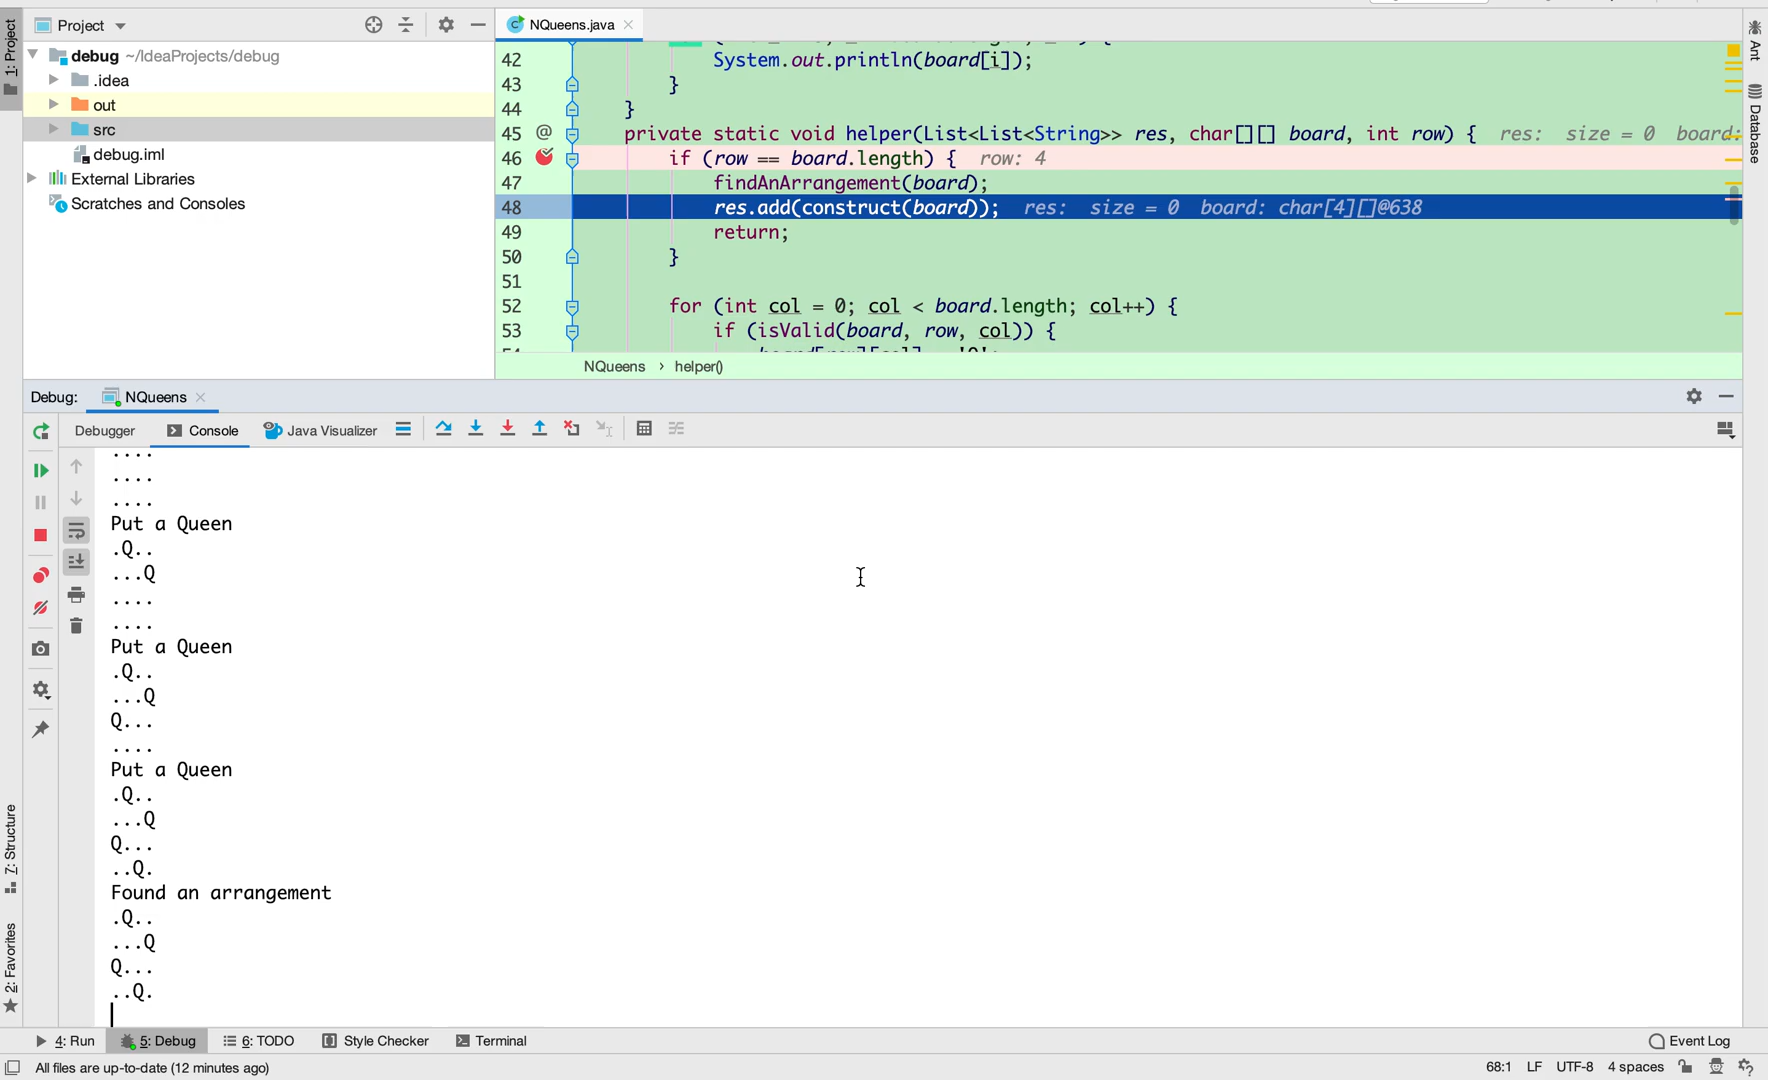 1: Project
Project
debug ~/IdeaProjects/debug
.idea
out
src
debug.iml
External Libraries
Scratches and Consoles
NQueens.java
42 System.out.println(board[i]);
43 }
44 }
45 @ private static void helper(List<List<String>> res, char[][] board, int row) { res: size = 0 board:
46 if (row == board.length) { row: 4
47 findAnArrangement(board);
48 res.add(construct(board)); res: size = 0 board: char[4][]@638
49 return;
50 }
51
52 for (int col = 0; col < board.length; col++) {
53 if (isValid(board, row, col)) {
NQueens › helper()
Ant
Database
Debug: NQueens
Debugger Console Java Visualizer
....
....
....
Put a Queen
.Q..
...Q
....
....
Put a Queen
.Q..
...Q
Q...
....
Put a Queen
.Q..
...Q
Q...
..Q.
Found an arrangement
.Q..
...Q
Q...
..Q.
7: Structure
2: Favorites
4: Run 5: Debug 6: TODO Style Checker Terminal Event Log
All files are up-to-date (12 minutes ago) 68:1 LF UTF-8 4 spaces